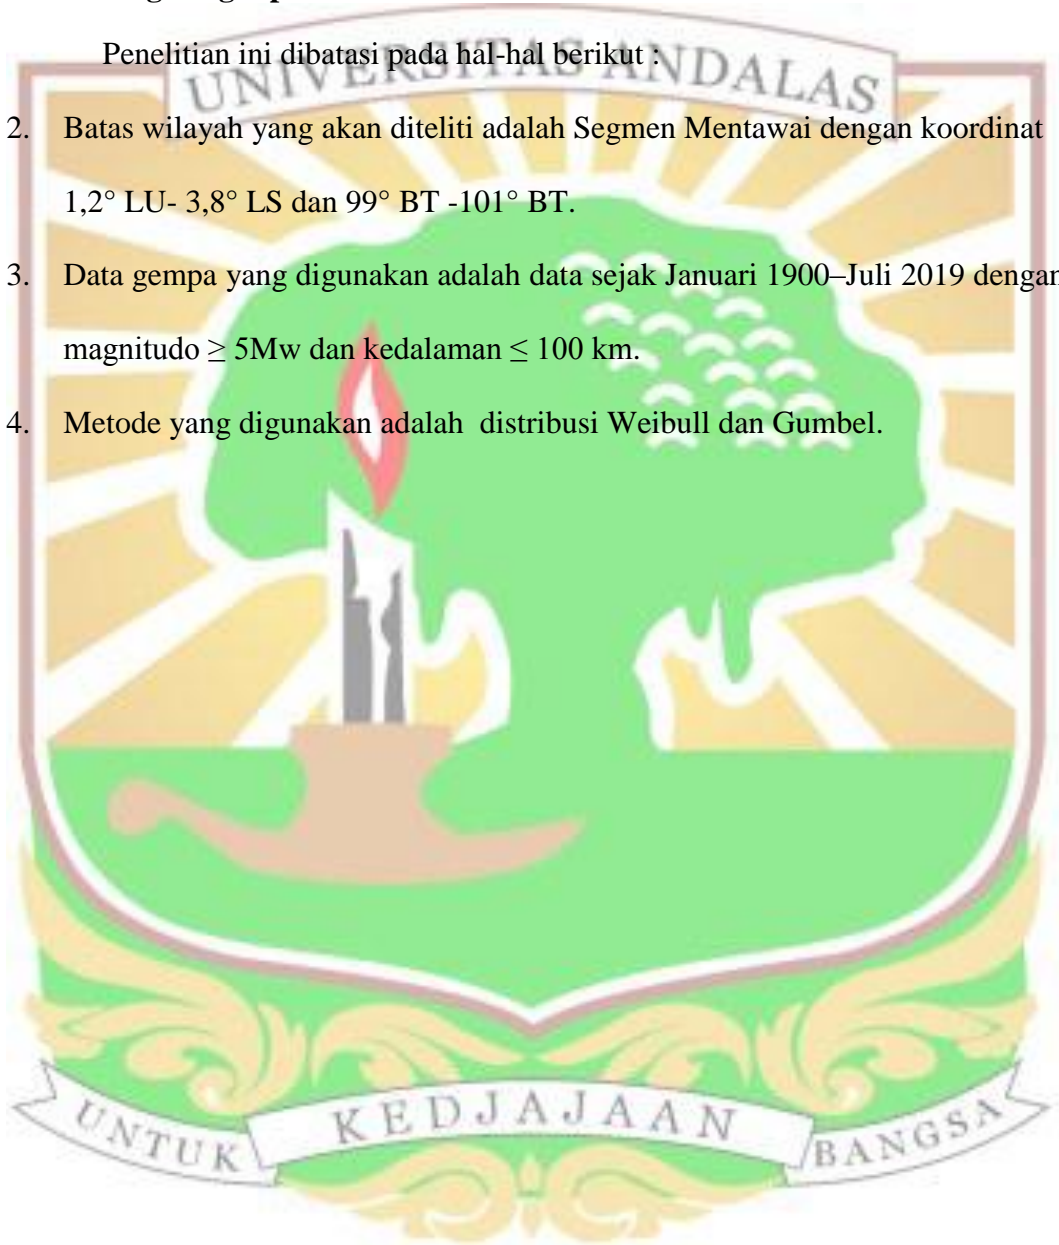 Penelitian ini dibatasi pada hal-hal berikut :
UNIVERSITAS ANDALAS
2. Batas wilayah yang akan diteliti adalah Segmen Mentawai dengan koordinat
1,2° LU- 3,8° LS dan 99° BT -101° BT.
3. Data gempa yang digunakan adalah data sejak Januari 1900–Juli 2019 dengan
magnitudo ≥ 5Mw dan kedalaman ≤ 100 km.
4. Metode yang digunakan adalah distribusi Weibull dan Gumbel.
UNTUK KEDJAJAAN BANGSA